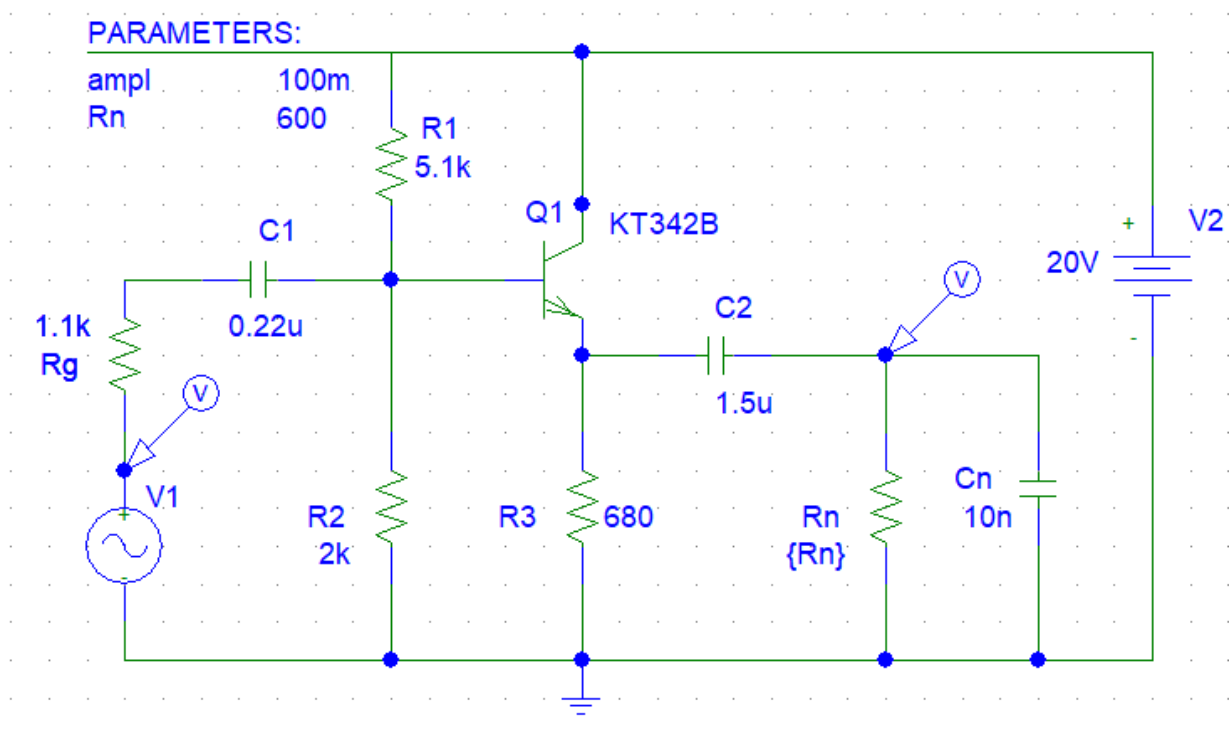 PARAMETERS:
ampl 100m
Rn 600
R1
5.1k
Q1 KT342B
C1
0.22u
1.1k
Rg
V
V1
+
-
R2
2k
R3 680
C2
1.5u
V
Rn
{Rn}
Cn
10n
+
V2
20V
-